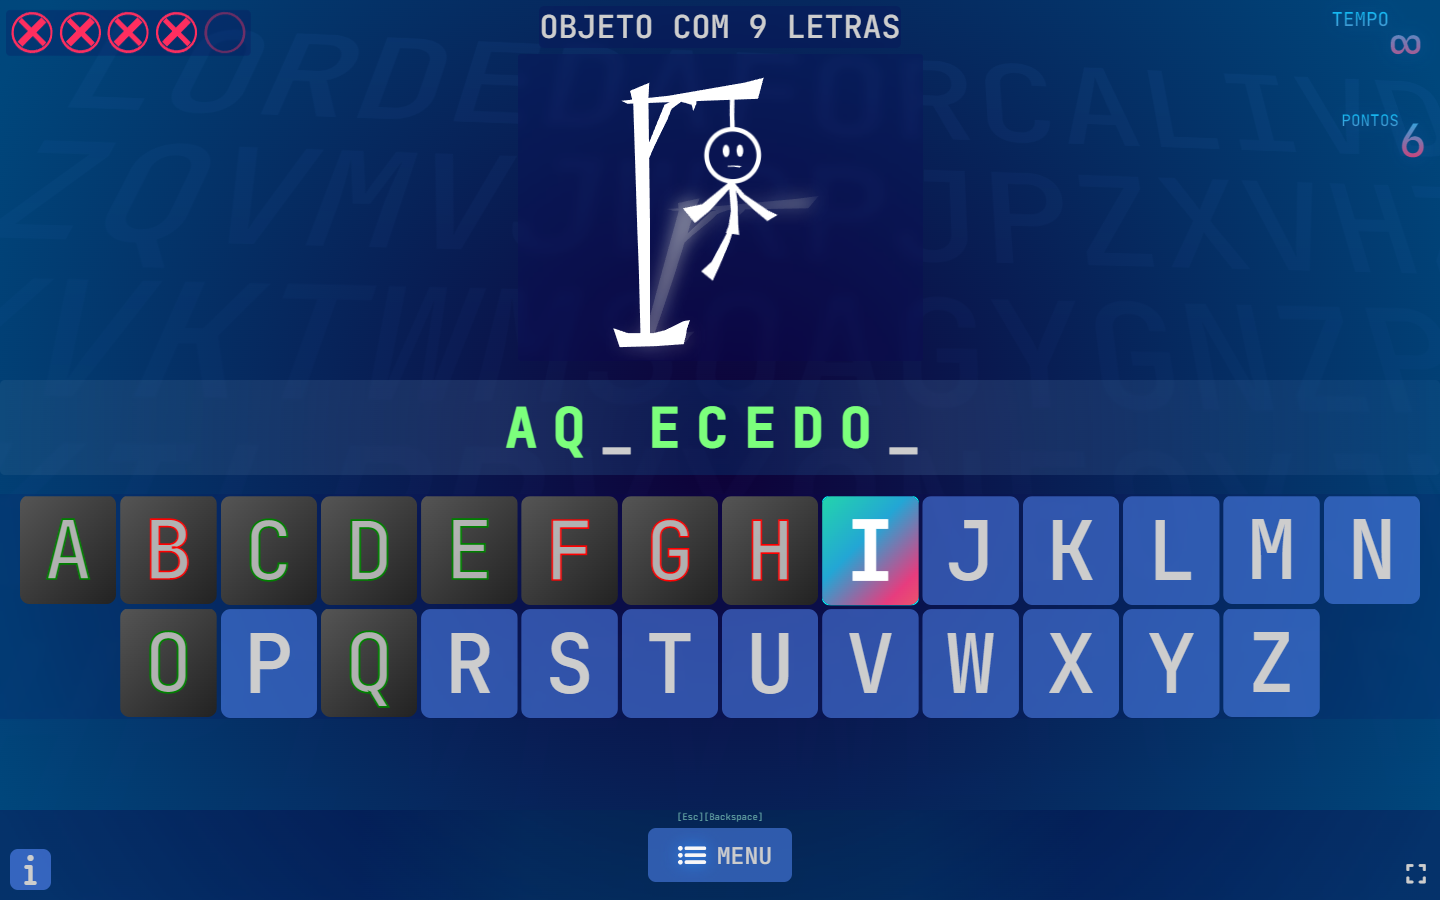 OBJETO COM 9 LETRAS
TEMPO
∞
PONTOS
6
AQ_ECEDO_
A B C D E F G H I J K L M N
O P Q R S T U V W X Y Z
[Esc][Backspace]
MENU
i